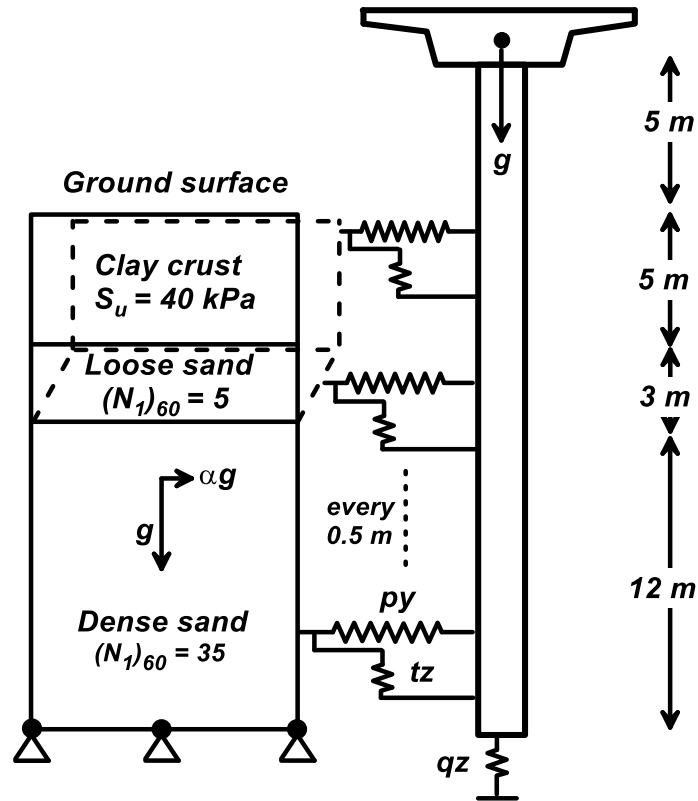 5 m
g
Ground surface
Clay crust
Su = 40 kPa
5 m
Loose sand
(N1)60 = 5
3 m
αg
g
every
0.5 m
12 m
py
Dense sand
(N1)60 = 35
tz
qz